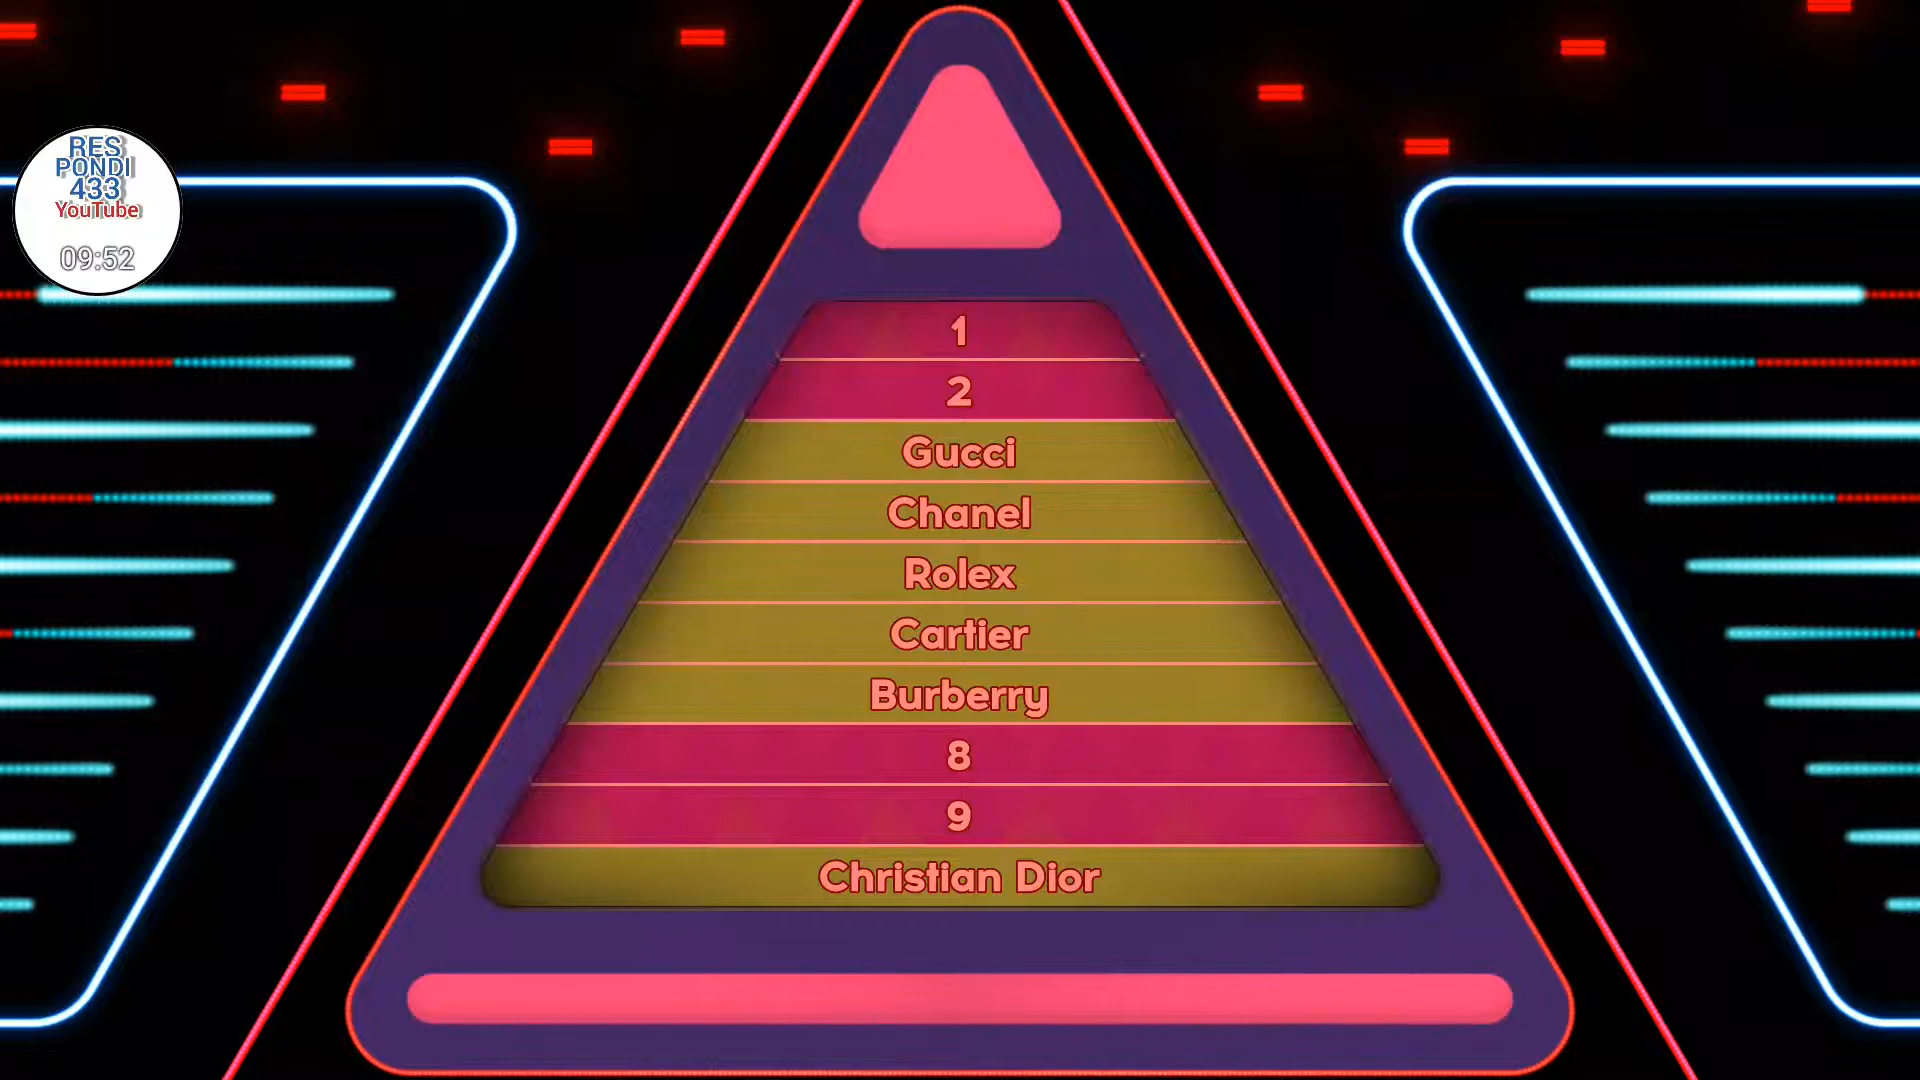 RES
PONDI
433
YouTube
09:52
1
2
Gucci
Chanel
Rolex
Cartier
Burberry
8
9
Christian Dior